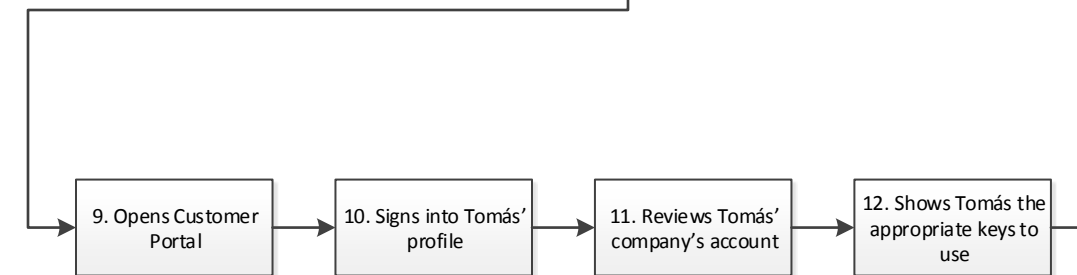 9. Opens Customer
Portal
10. Signs into Tomás’
profile
11. Reviews Tomás’
company’s account
12. Shows Tomás the
appropriate keys to
use